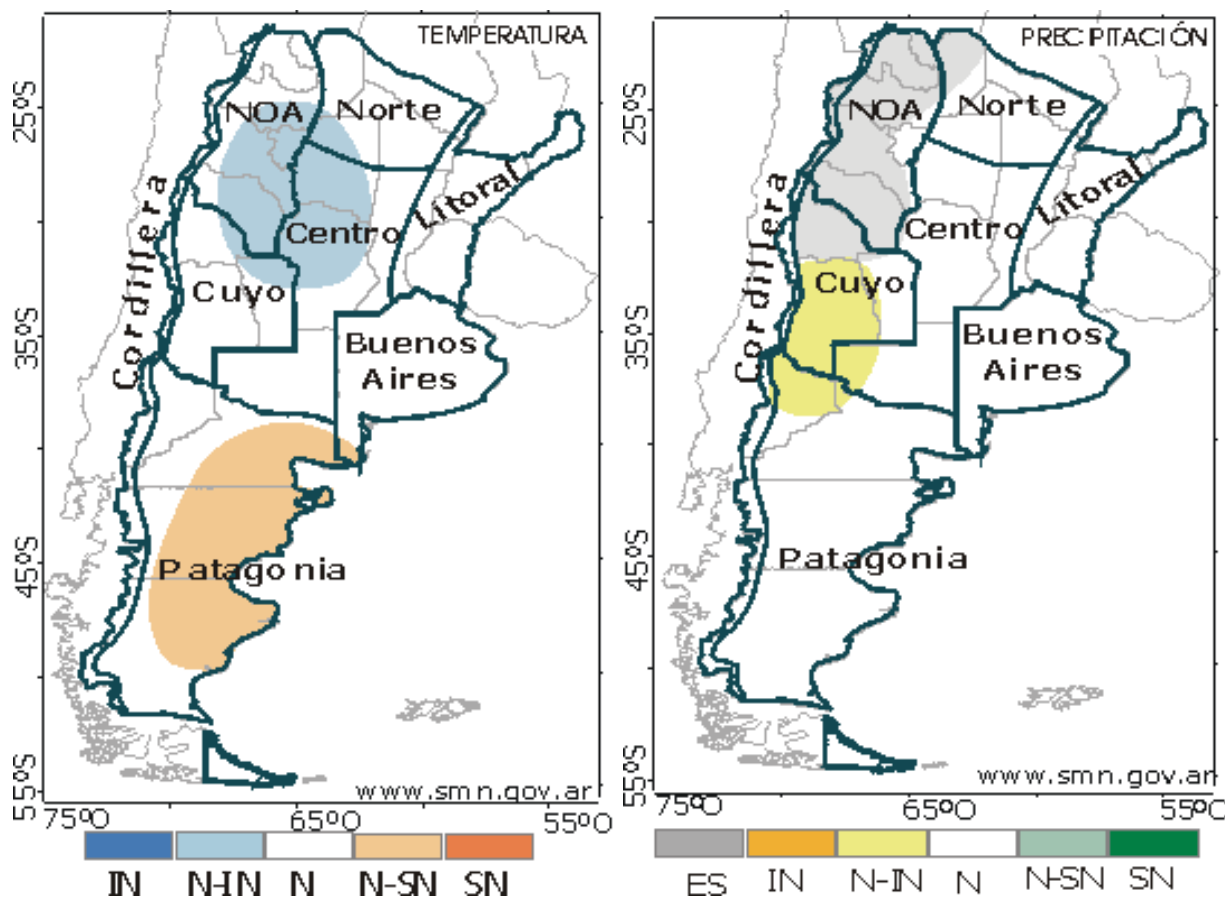 TEMPERATURA
25ºS
NOA
Norte
Cordillera
Litoral
Centro
Cuyo
35ºS
Buenos
Aires
45ºS
Patagonia
55ºS
www.smn.gov.ar
75ºO 65ºO 55ºO
IN N-IN N N-SN SN
PRECIPITACIÓN
25ºS
NOA
Norte
Cordillera
Litoral
Centro
Cuyo
35ºS
Buenos
Aires
45ºS
Patagonia
55ºS
www.smn.gov.ar
75ºO 65ºO 55ºO
ES IN N-IN N N-SN SN